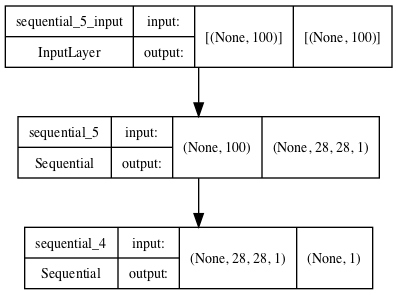 sequential_5_input input: [(None, 100)] [(None, 100)]
InputLayer output:
sequential_5 input: (None, 100) (None, 28, 28, 1)
Sequential output:
sequential_4 input: (None, 28, 28, 1) (None, 1)
Sequential output: